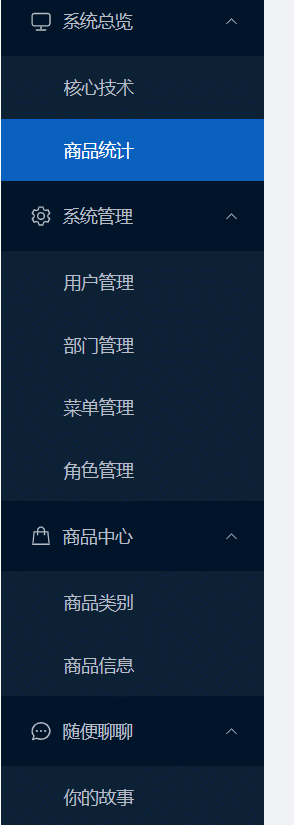 系统总览
核心技术
商品统计
系统管理
用户管理
部门管理
菜单管理
角色管理
商品中心
商品类别
商品信息
随便聊聊
你的故事